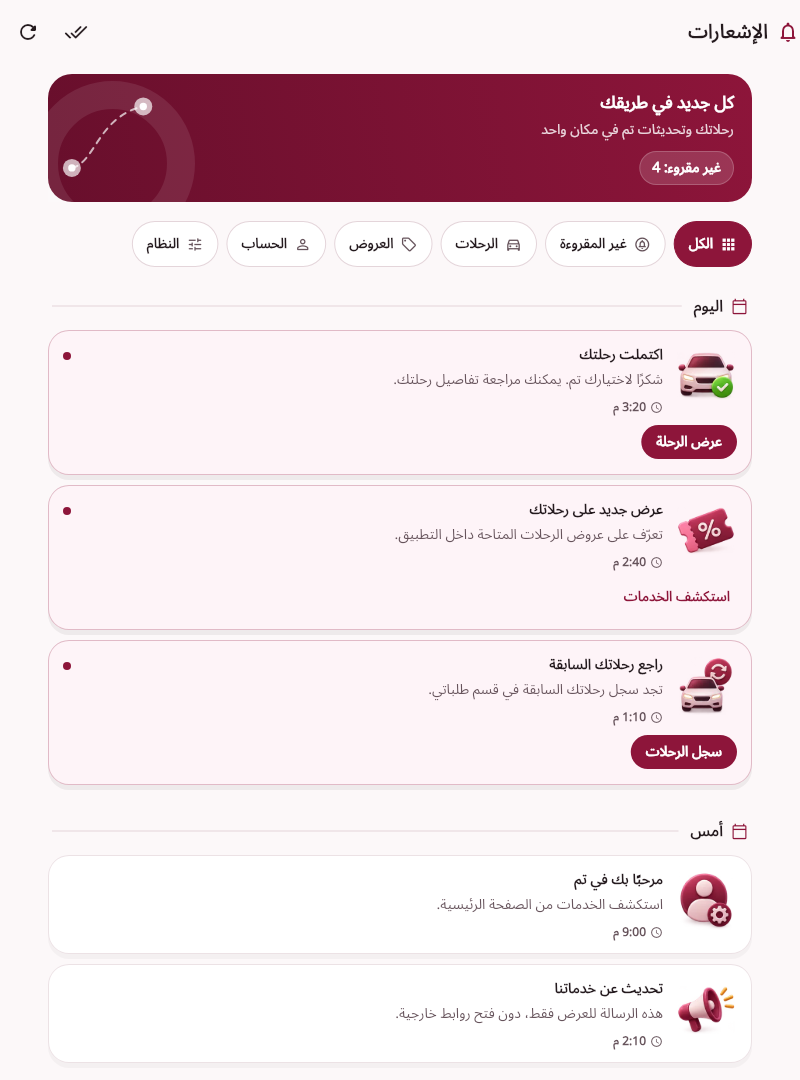 الإشعارات
كل جديد في طريقك
رحلاتك وتحديثات تم في مكان واحد
غير مقروء: 4
الكل
غير المقروءة
الرحلات
العروض
الحساب
النظام
اليوم
اكتملت رحلتك
شكرًا لاختيارك تم. يمكنك مراجعة تفاصيل رحلتك.
3:20 م
عرض الرحلة
عرض جديد على رحلاتك
تعرّف على عروض الرحلات المتاحة داخل التطبيق.
2:40 م
استكشف الخدمات
راجع رحلاتك السابقة
تجد سجل رحلاتك السابقة في قسم طلباتي.
1:10 م
سجل الرحلات
أمس
مرحبًا بك في تم
استكشف الخدمات من الصفحة الرئيسية.
9:00 م
تحديث عن خدماتنا
هذه الرسالة للعرض فقط، دون فتح روابط خارجية.
2:10 م